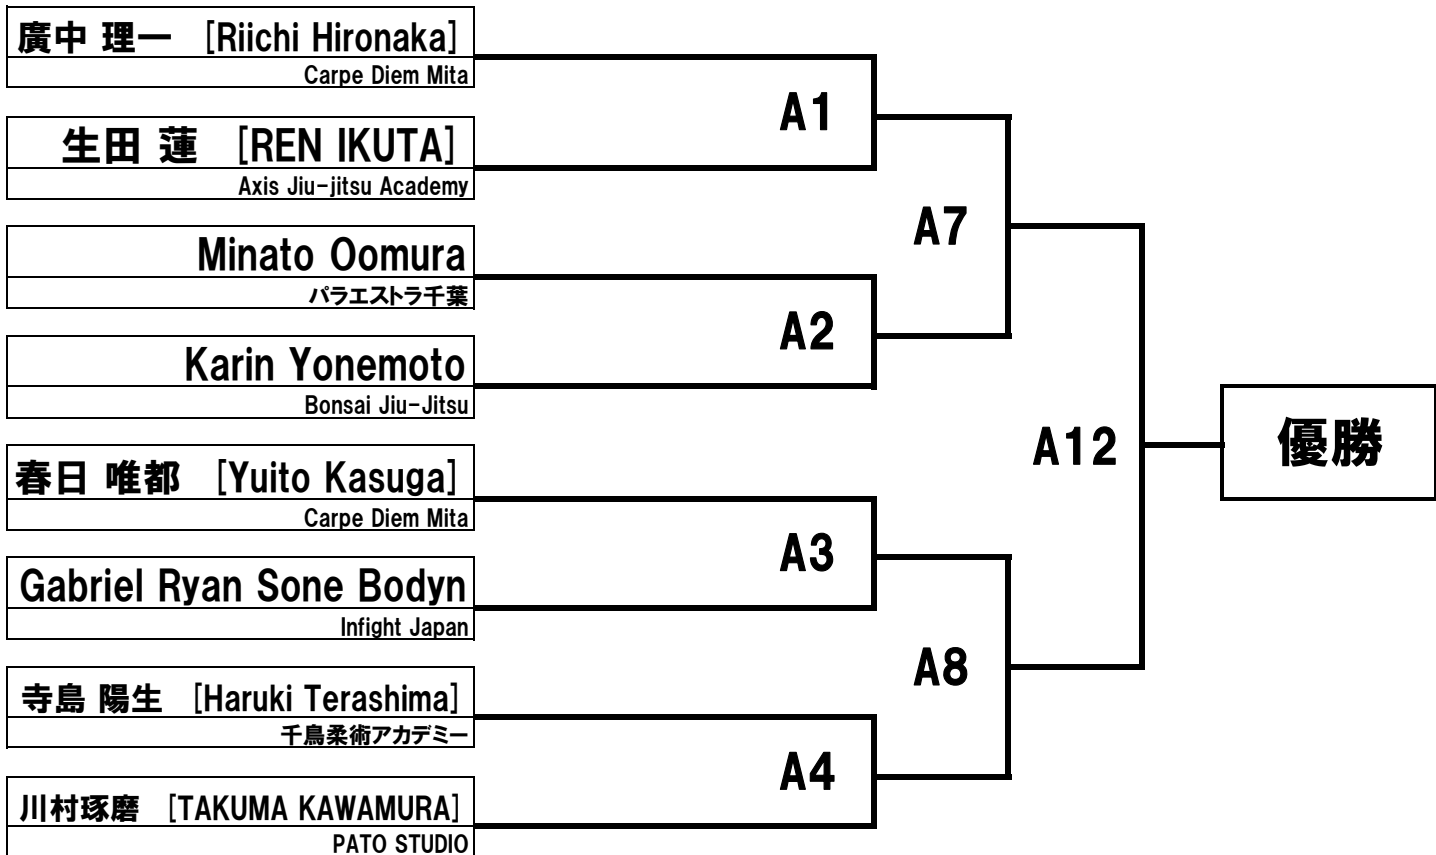 廣中 理一 [Riichi Hironaka]
Carpe Diem Mita
A1
生田 蓮 [REN IKUTA]
Axis Jiu-jitsu Academy
A7
Minato Oomura
パラエストラ千葉
A2
Karin Yonemoto
Bonsai Jiu-Jitsu
A12
優勝
春日 唯都 [Yuito Kasuga]
Carpe Diem Mita
A3
Gabriel Ryan Sone Bodyn
Infight Japan
A8
寺島 陽生 [Haruki Terashima]
千鳥柔術アカデミー
A4
川村琢磨 [TAKUMA KAWAMURA]
PATO STUDIO